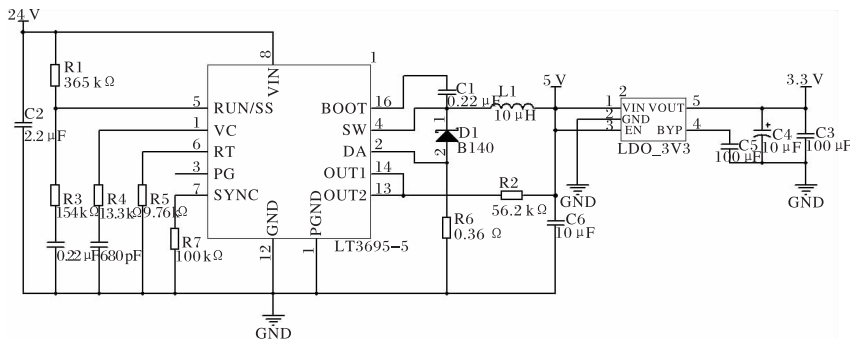 24 V
R1
365 kΩ
C2
2.2 μF
R3
154kΩ
0.22 μF
R4
13.3kΩ
680pF
R5
9.76kΩ
R7
100kΩ
1
8
VIN
5
RUN/SS
1
VC
6
RT
3
PG
7
SYNC
BOOT
16
SW
4
DA
2
OUT1
14
OUT2
13
GND
12
PGND
1
LT3695-5
GND
C1
0.22 μF
L1
10 μH
1
D1
2
B140
R6
0.36 Ω
R2
56.2 kΩ
5 V
C6
10 μF
2
1
VIN
VOUT
5
2
GND
3
EN
BYP
4
LDO_3V3
GND
3.3 V
C5
100 μF
C4
10 μF
C3
100 μF
GND